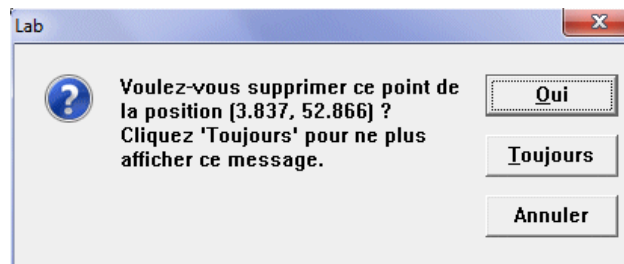 Lab
Voulez-vous supprimer ce point de
la position (3.837, 52.866) ?
Cliquez 'Toujours' pour ne plus
afficher ce message.
Oui
Toujours
Annuler